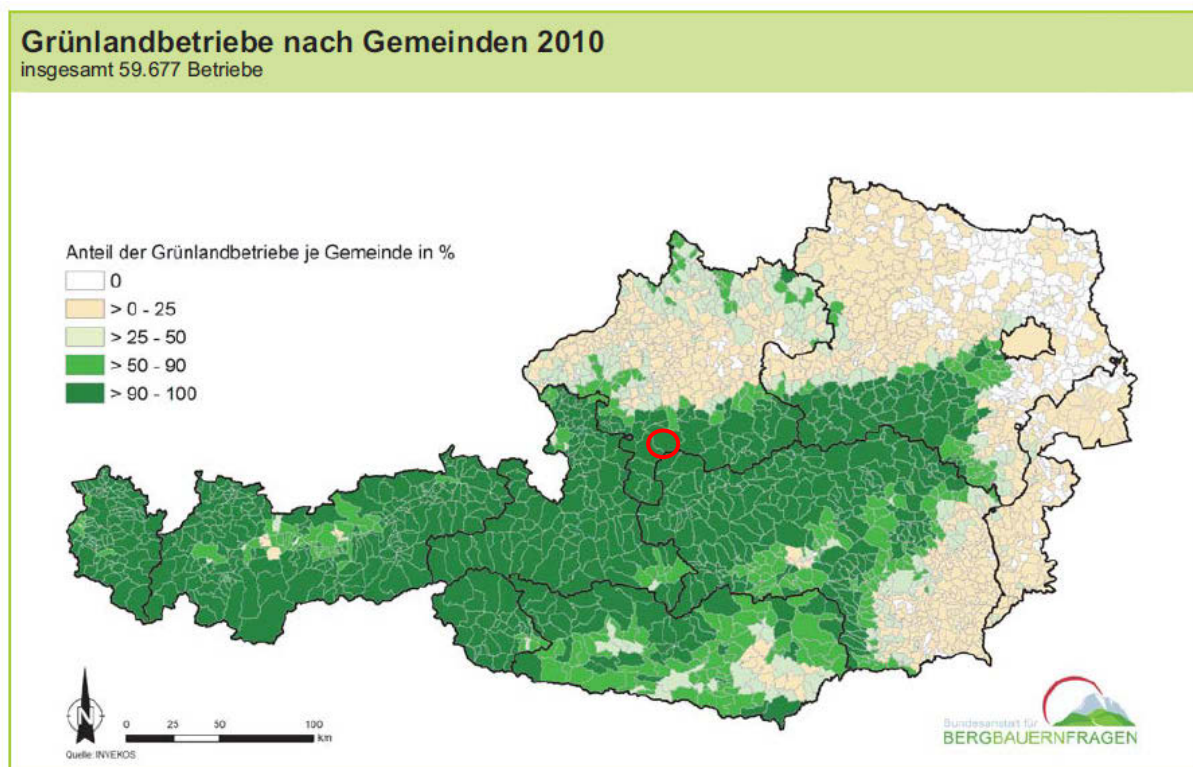 Grünlandbetriebe nach Gemeinden 2010
insgesamt 59.677 Betriebe
Anteil der Grünlandbetriebe je Gemeinde in %
0
> 0 - 25
> 25 - 50
> 50 - 90
> 90 - 100
N
0 25 50 100
km
Quelle: INVEKOS
Bundesanstalt für
BERGBAUERNFRAGEN